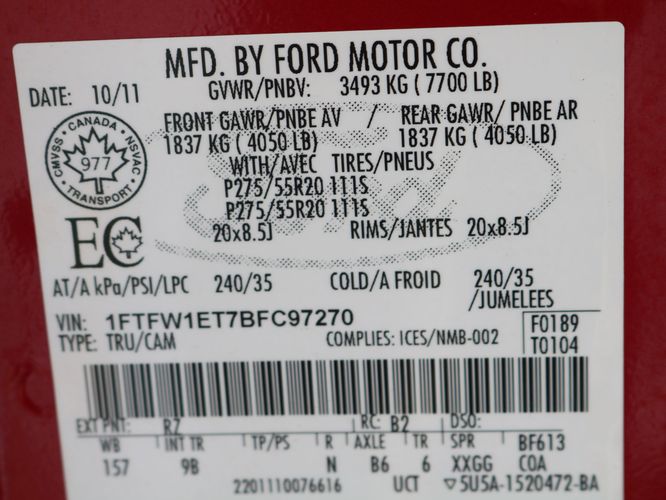 MFD. BY FORD MOTOR CO.
DATE: 10/11 GVWR/PNBV: 3493 KG ( 7700 LB)
FRONT GAWR/PNBE AV / REAR GAWR/ PNBE AR
1837 KG ( 4050 LB) 1837 KG ( 4050 LB)
WITH/AVEC TIRES/PNEUS
P275/55R20 111S
P275/55R20 111S
20x8.5J RIMS/JANTES 20x8.5J
CMVSS • CANADA • NSVAC • TRANSPORT •
977
EC
AT/A kPa/PSI/LPC 240/35 COLD/A FROID 240/35
/JUMELEES
VIN: 1FTFW1ET7BFC97270 F0189
TYPE: TRU/CAM COMPLIES: ICES/NMB-002 T0104
EXT PNT: RZ RC: B2 DSO:
WB INT TR TP/PS R AXLE TR SPR BF613
157 9B N B6 6 XXGG COA
2201110076616 UCT ▽5U5A-1520472-BA
Ford